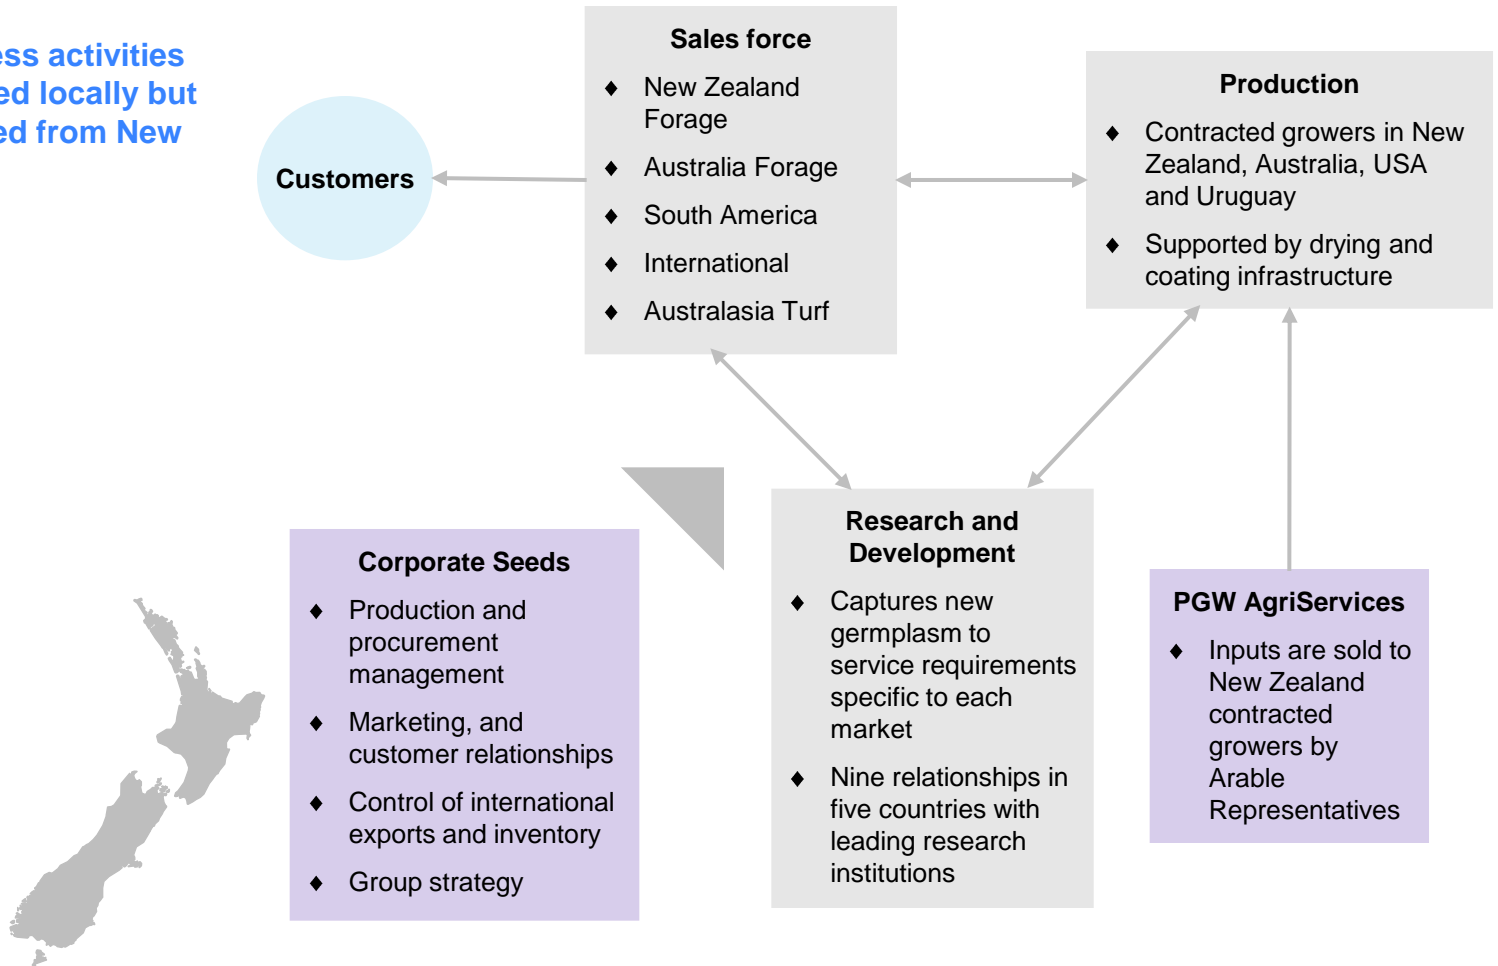 ess activities
ed locally but
ed from New
Customers
Sales force
♦ New Zealand
Forage
♦ Australia Forage
♦ South America
♦ International
♦ Australasia Turf
Production
♦ Contracted growers in New
Zealand, Australia, USA
and Uruguay
♦ Supported by drying and
coating infrastructure
Corporate Seeds
♦ Production and
procurement
management
♦ Marketing, and
customer relationships
♦ Control of international
exports and inventory
♦ Group strategy
Research and
Development
♦ Captures new
germplasm to
service requirements
specific to each
market
♦ Nine relationships in
five countries with
leading research
institutions
PGW AgriServices
♦ Inputs are sold to
New Zealand
contracted
growers by
Arable
Representatives